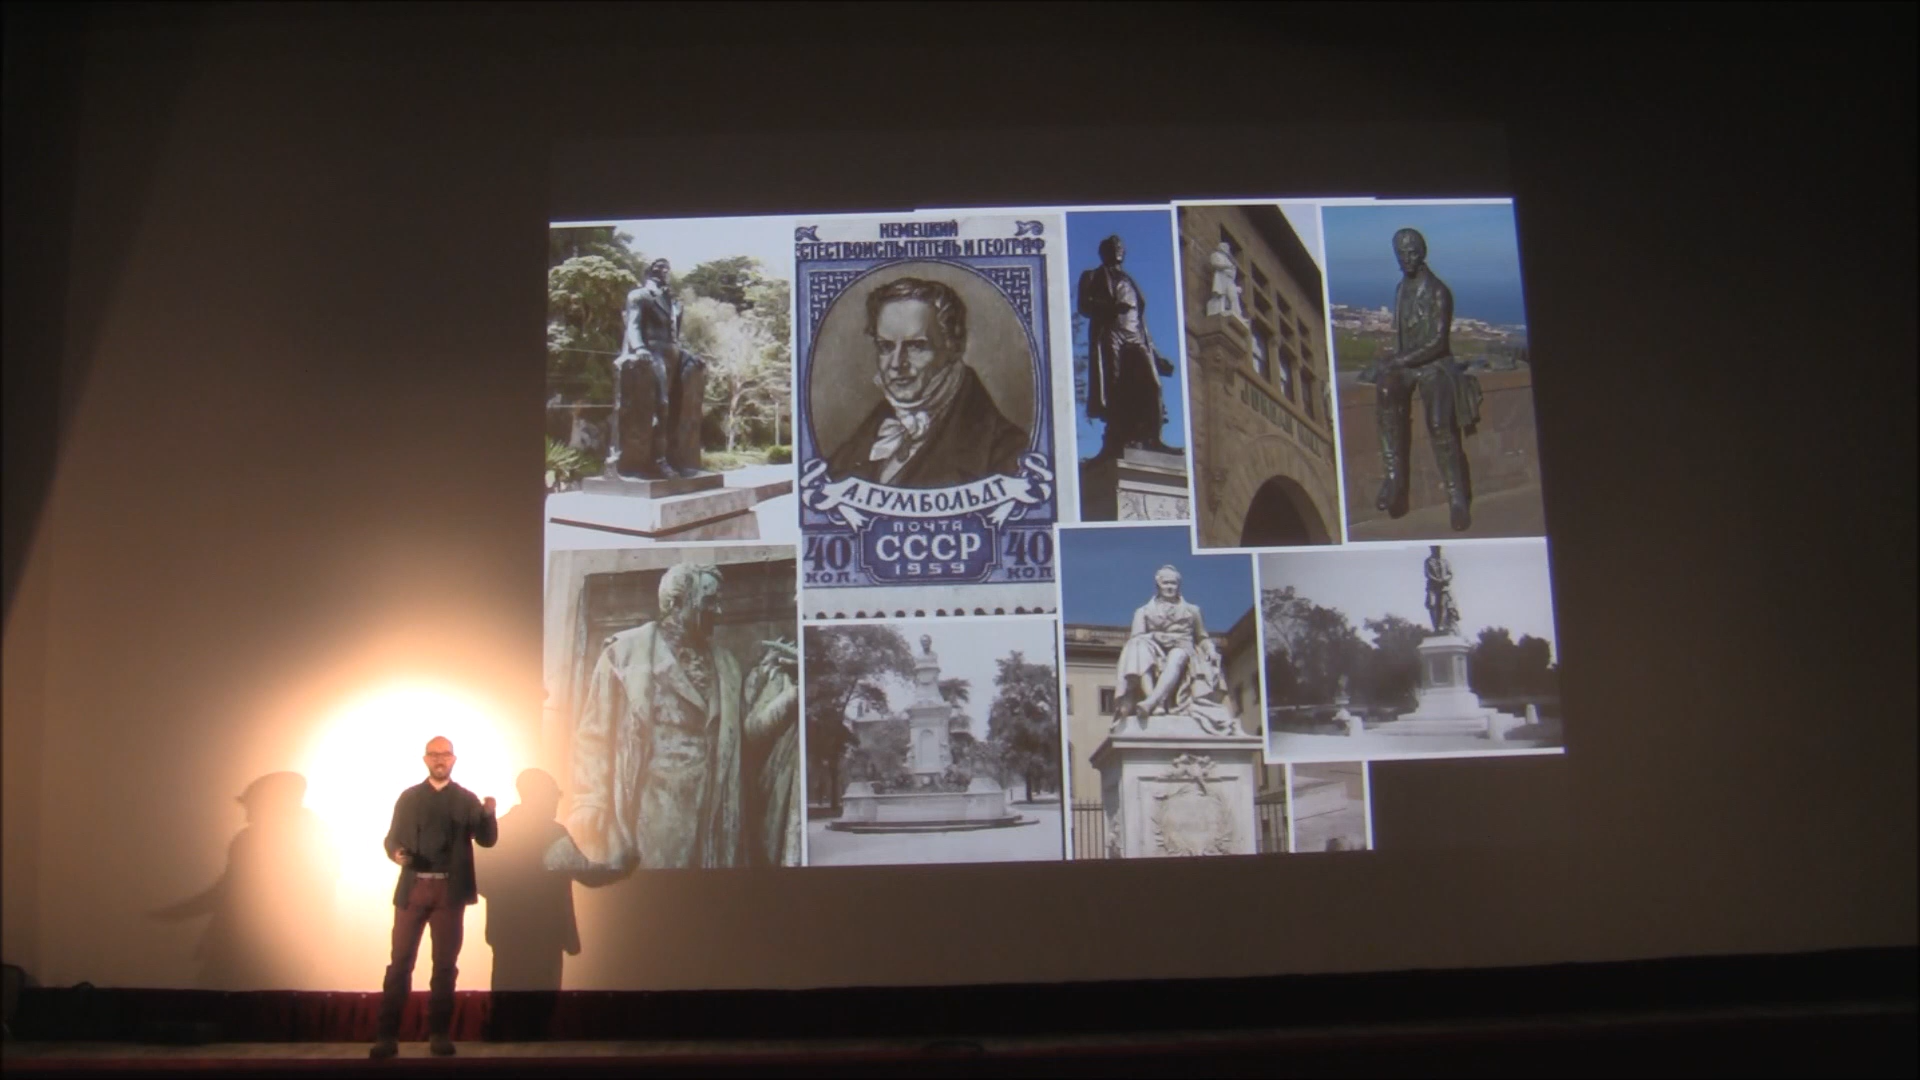 НЕМЕЦКИЙ
ЕСТЕСТВОИСПЫТАТЕЛЬ И ГЕОГРАФ
А.ГУМБОЛЬДТ
ПОЧТА
40 СССР 40
КОП. 1959 КОП